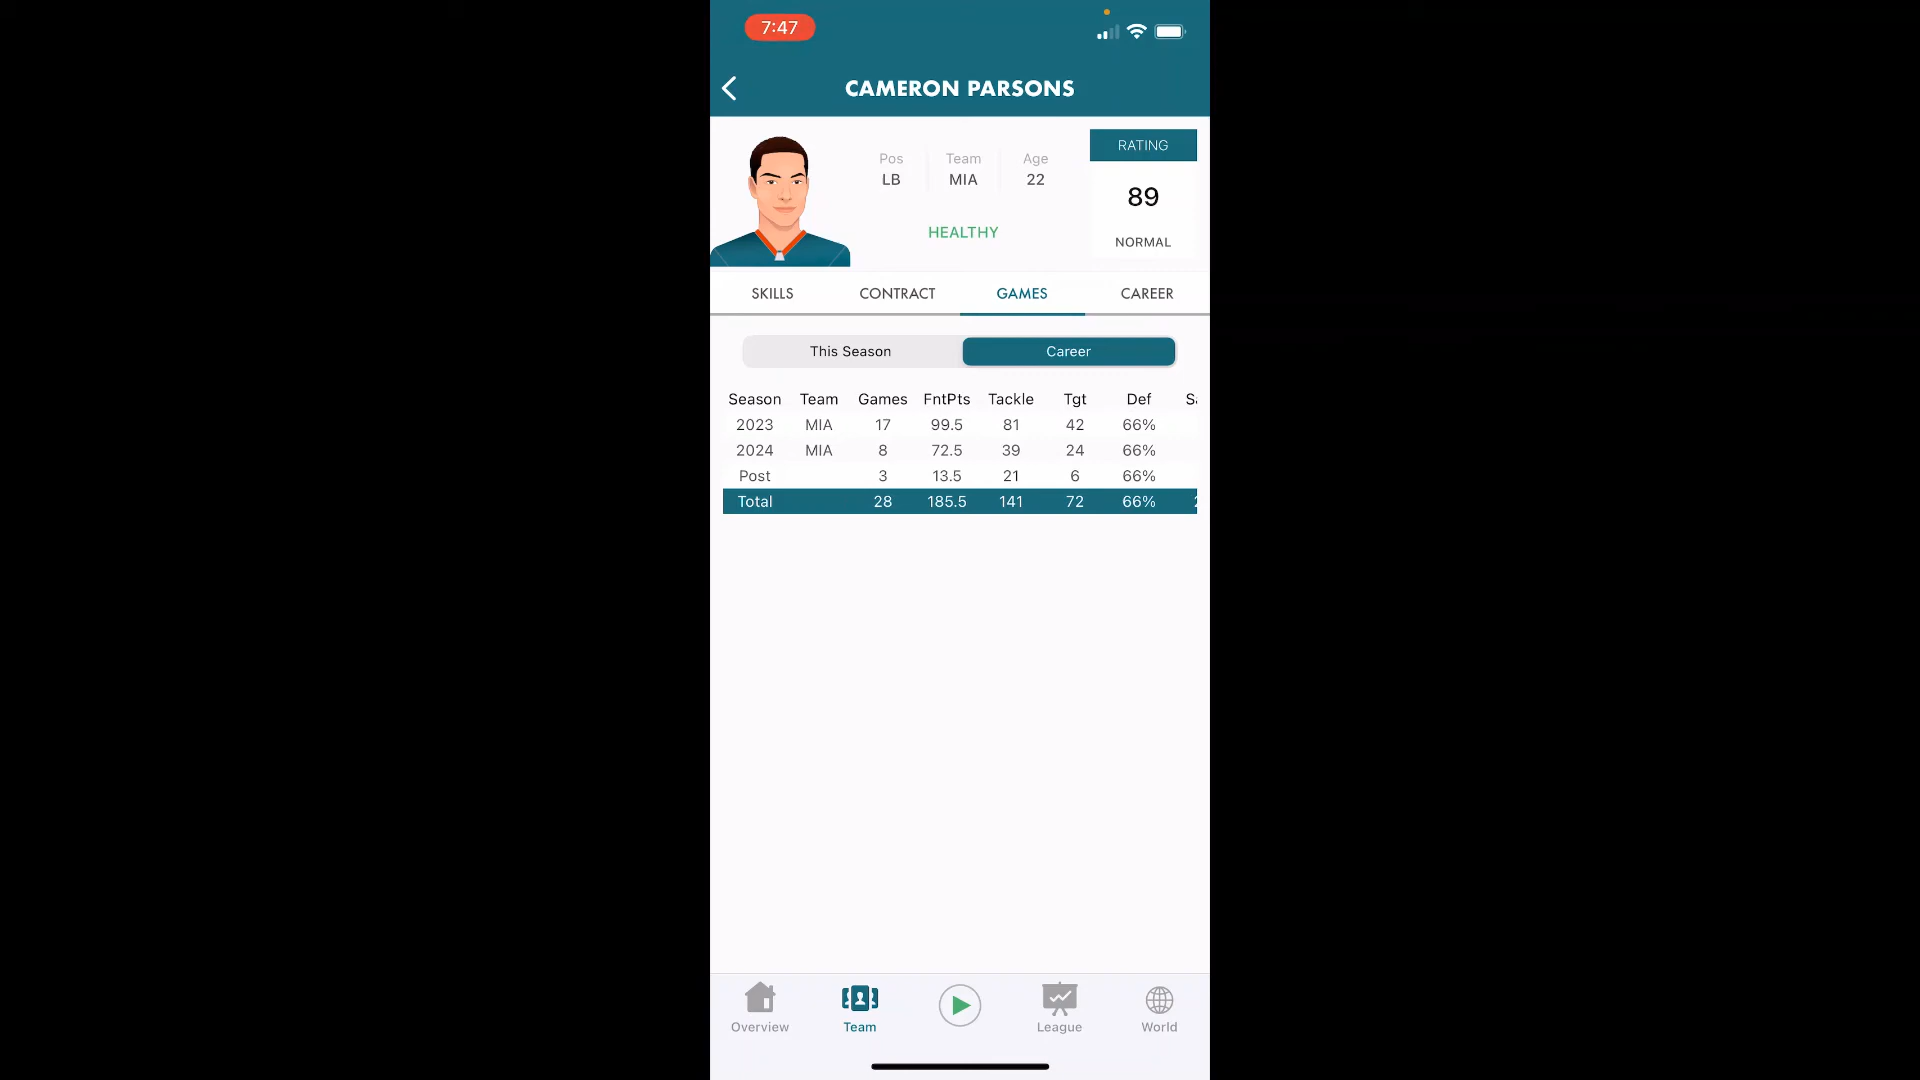 7:47
CAMERON PARSONS
Pos Team Age
LB MIA 22
HEALTHY
RATING
89
NORMAL
SKILLS CONTRACT GAMES CAREER
This Season Career
Season Team Games FntPts Tackle Tgt Def
2023 MIA 17 99.5 81 42 66%
2024 MIA 8 72.5 39 24 66%
Post 3 13.5 21 6 66%
Total 28 185.5 141 72 66%
Overview Team League World